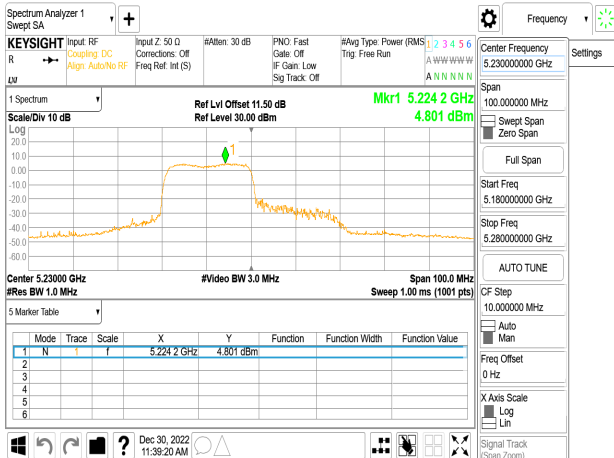 Spectrum Analyzer 1
Swept SA
+
Frequency
KEYSIGHT
R
LXI
Input: RF
Coupling: DC
Align: Auto/No RF
Input Z: 50 Ω
Corrections: Off
Freq Ref: Int (S)
#Atten: 30 dB
PNO: Fast
Gate: Off
IF Gain: Low
Sig Track: Off
#Avg Type: Power (RMS
Trig: Free Run
1 2 3 4 5 6
A W W W W W
A N N N N N
1 Spectrum
Scale/Div 10 dB
Ref Lvl Offset 11.50 dB
Ref Level 30.00 dBm
Mkr1 5.224 2 GHz
4.801 dBm
Log
20.0
10.0
0.00
-10.0
-20.0
-30.0
-40.0
-50.0
-60.0
1
Center 5.23000 GHz
#Res BW 1.0 MHz
#Video BW 3.0 MHz
Span 100.0 MHz
Sweep 1.00 ms (1001 pts)
5 Marker Table
Mode Trace Scale X Y Function Function Width Function Value
1 N 1 f 5.224 2 GHz 4.801 dBm
2
3
4
5
6
?
Dec 30, 2022
11:39:20 AM
Center Frequency
5.230000000 GHz
Settings
Span
100.000000 MHz
Swept Span
Zero Span
Full Span
Start Freq
5.180000000 GHz
Stop Freq
5.280000000 GHz
AUTO TUNE
CF Step
10.000000 MHz
Auto
Man
Freq Offset
0 Hz
X Axis Scale
Log
Lin
Signal Track
(Span Zoom)